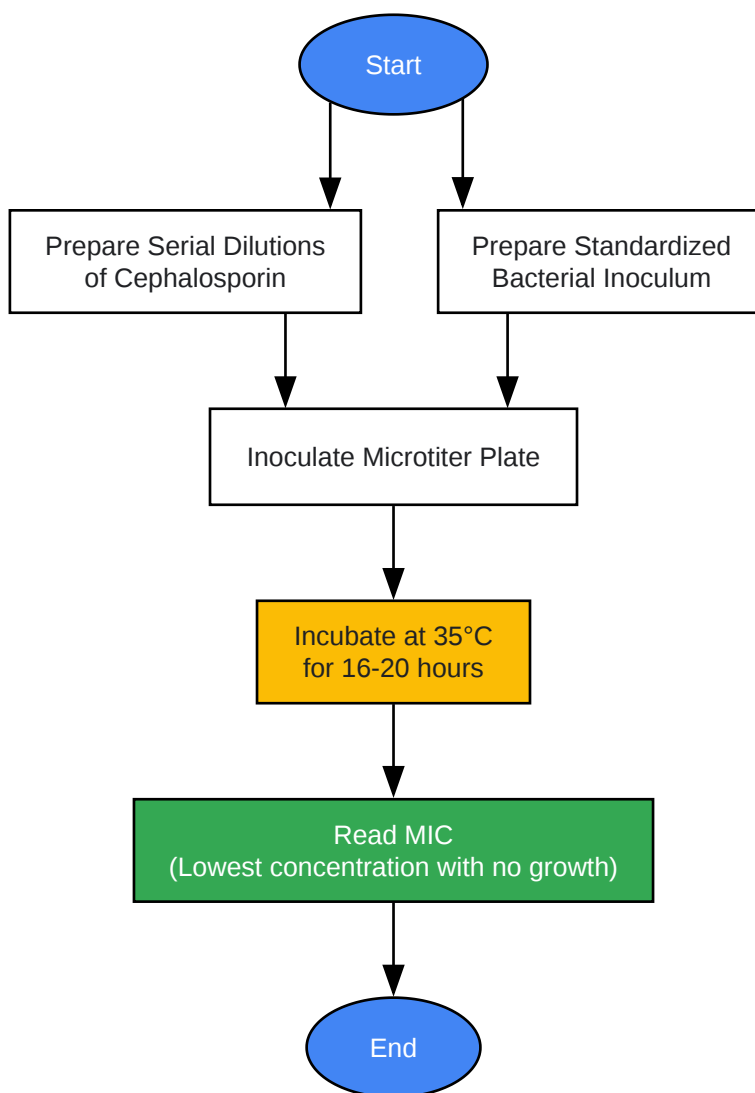 Start
Prepare Serial Dilutions
of Cephalosporin
Prepare Standardized
Bacterial Inoculum
Inoculate Microtiter Plate
Incubate at 35°C
for 16-20 hours
Read MIC
(Lowest concentration with no growth)
End